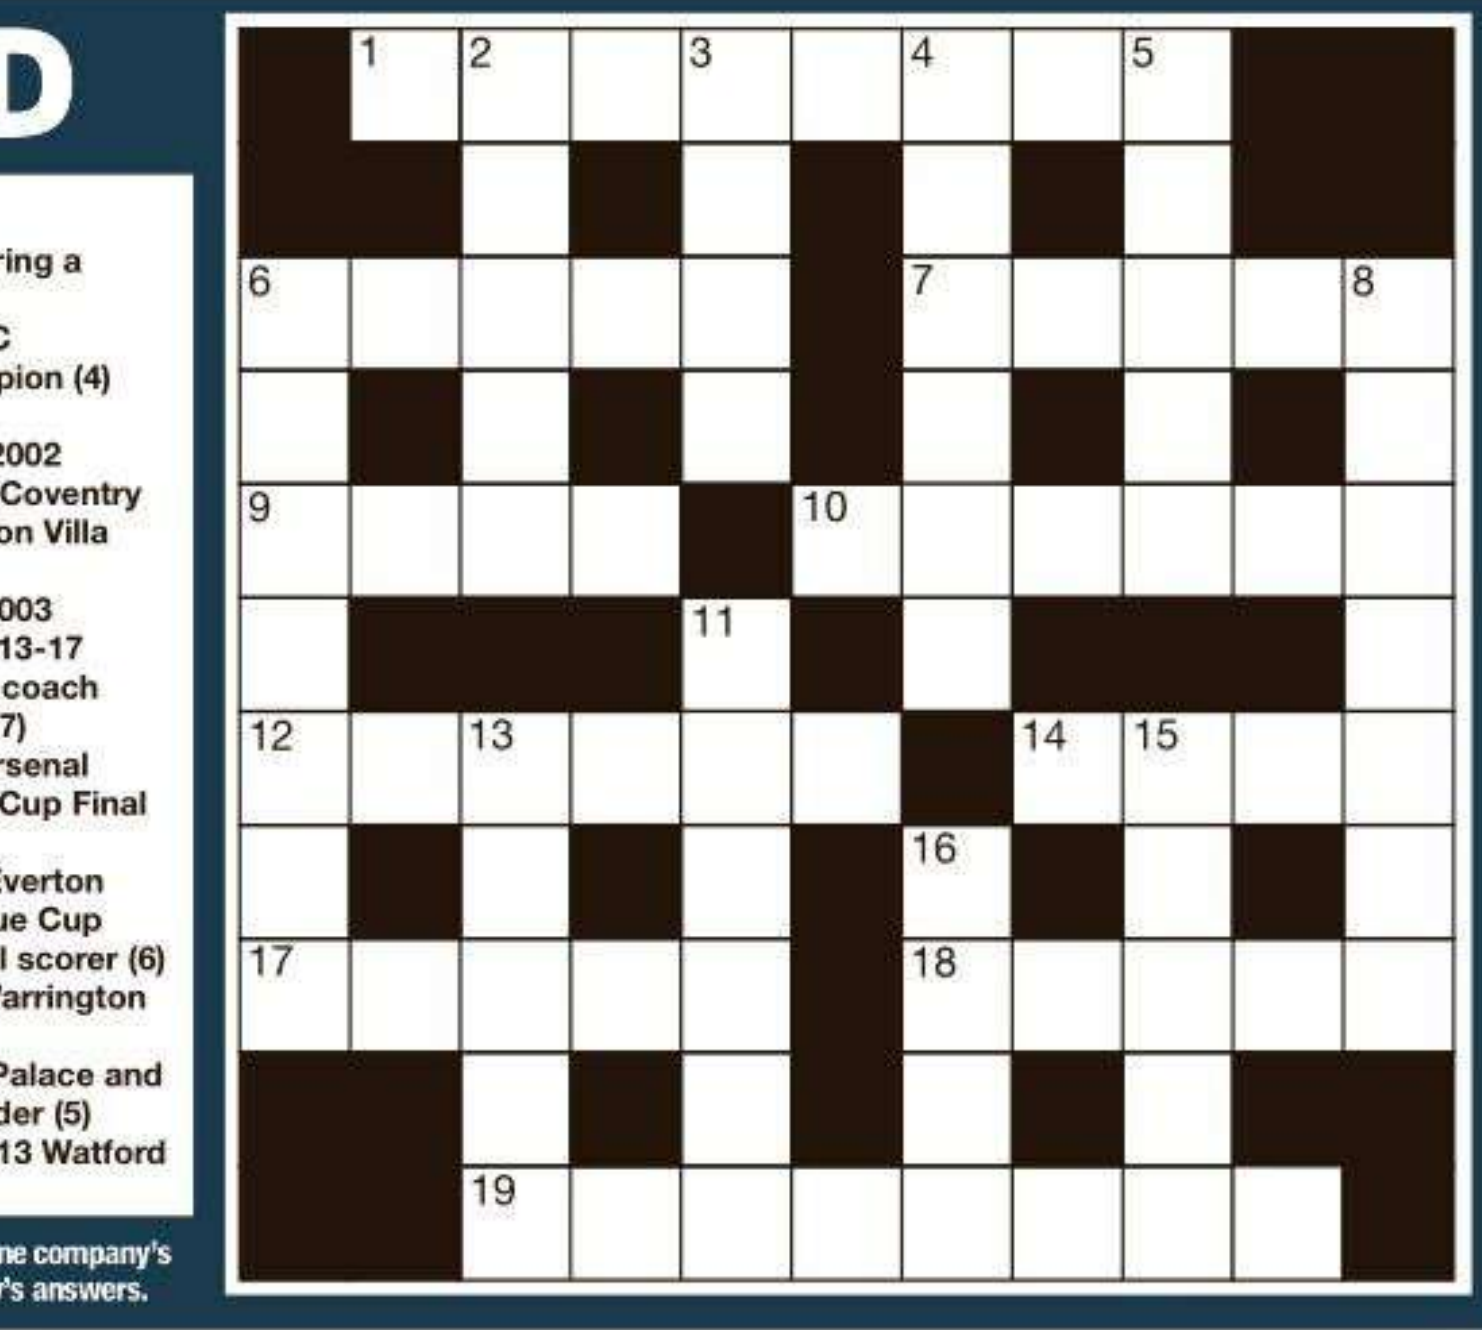 D
ring a
pion (4)
2002
Coventry
on Villa
003
13-17
coach
7)
rsenal
Cup Final
Everton
ue Cup
l scorer (6)
arrington
Palace and
der (5)
13 Watford
ne company's
r's answers.
1 2 3 4 5
6 7 8
9 10
11
12 13 14 15
16
17 18
19